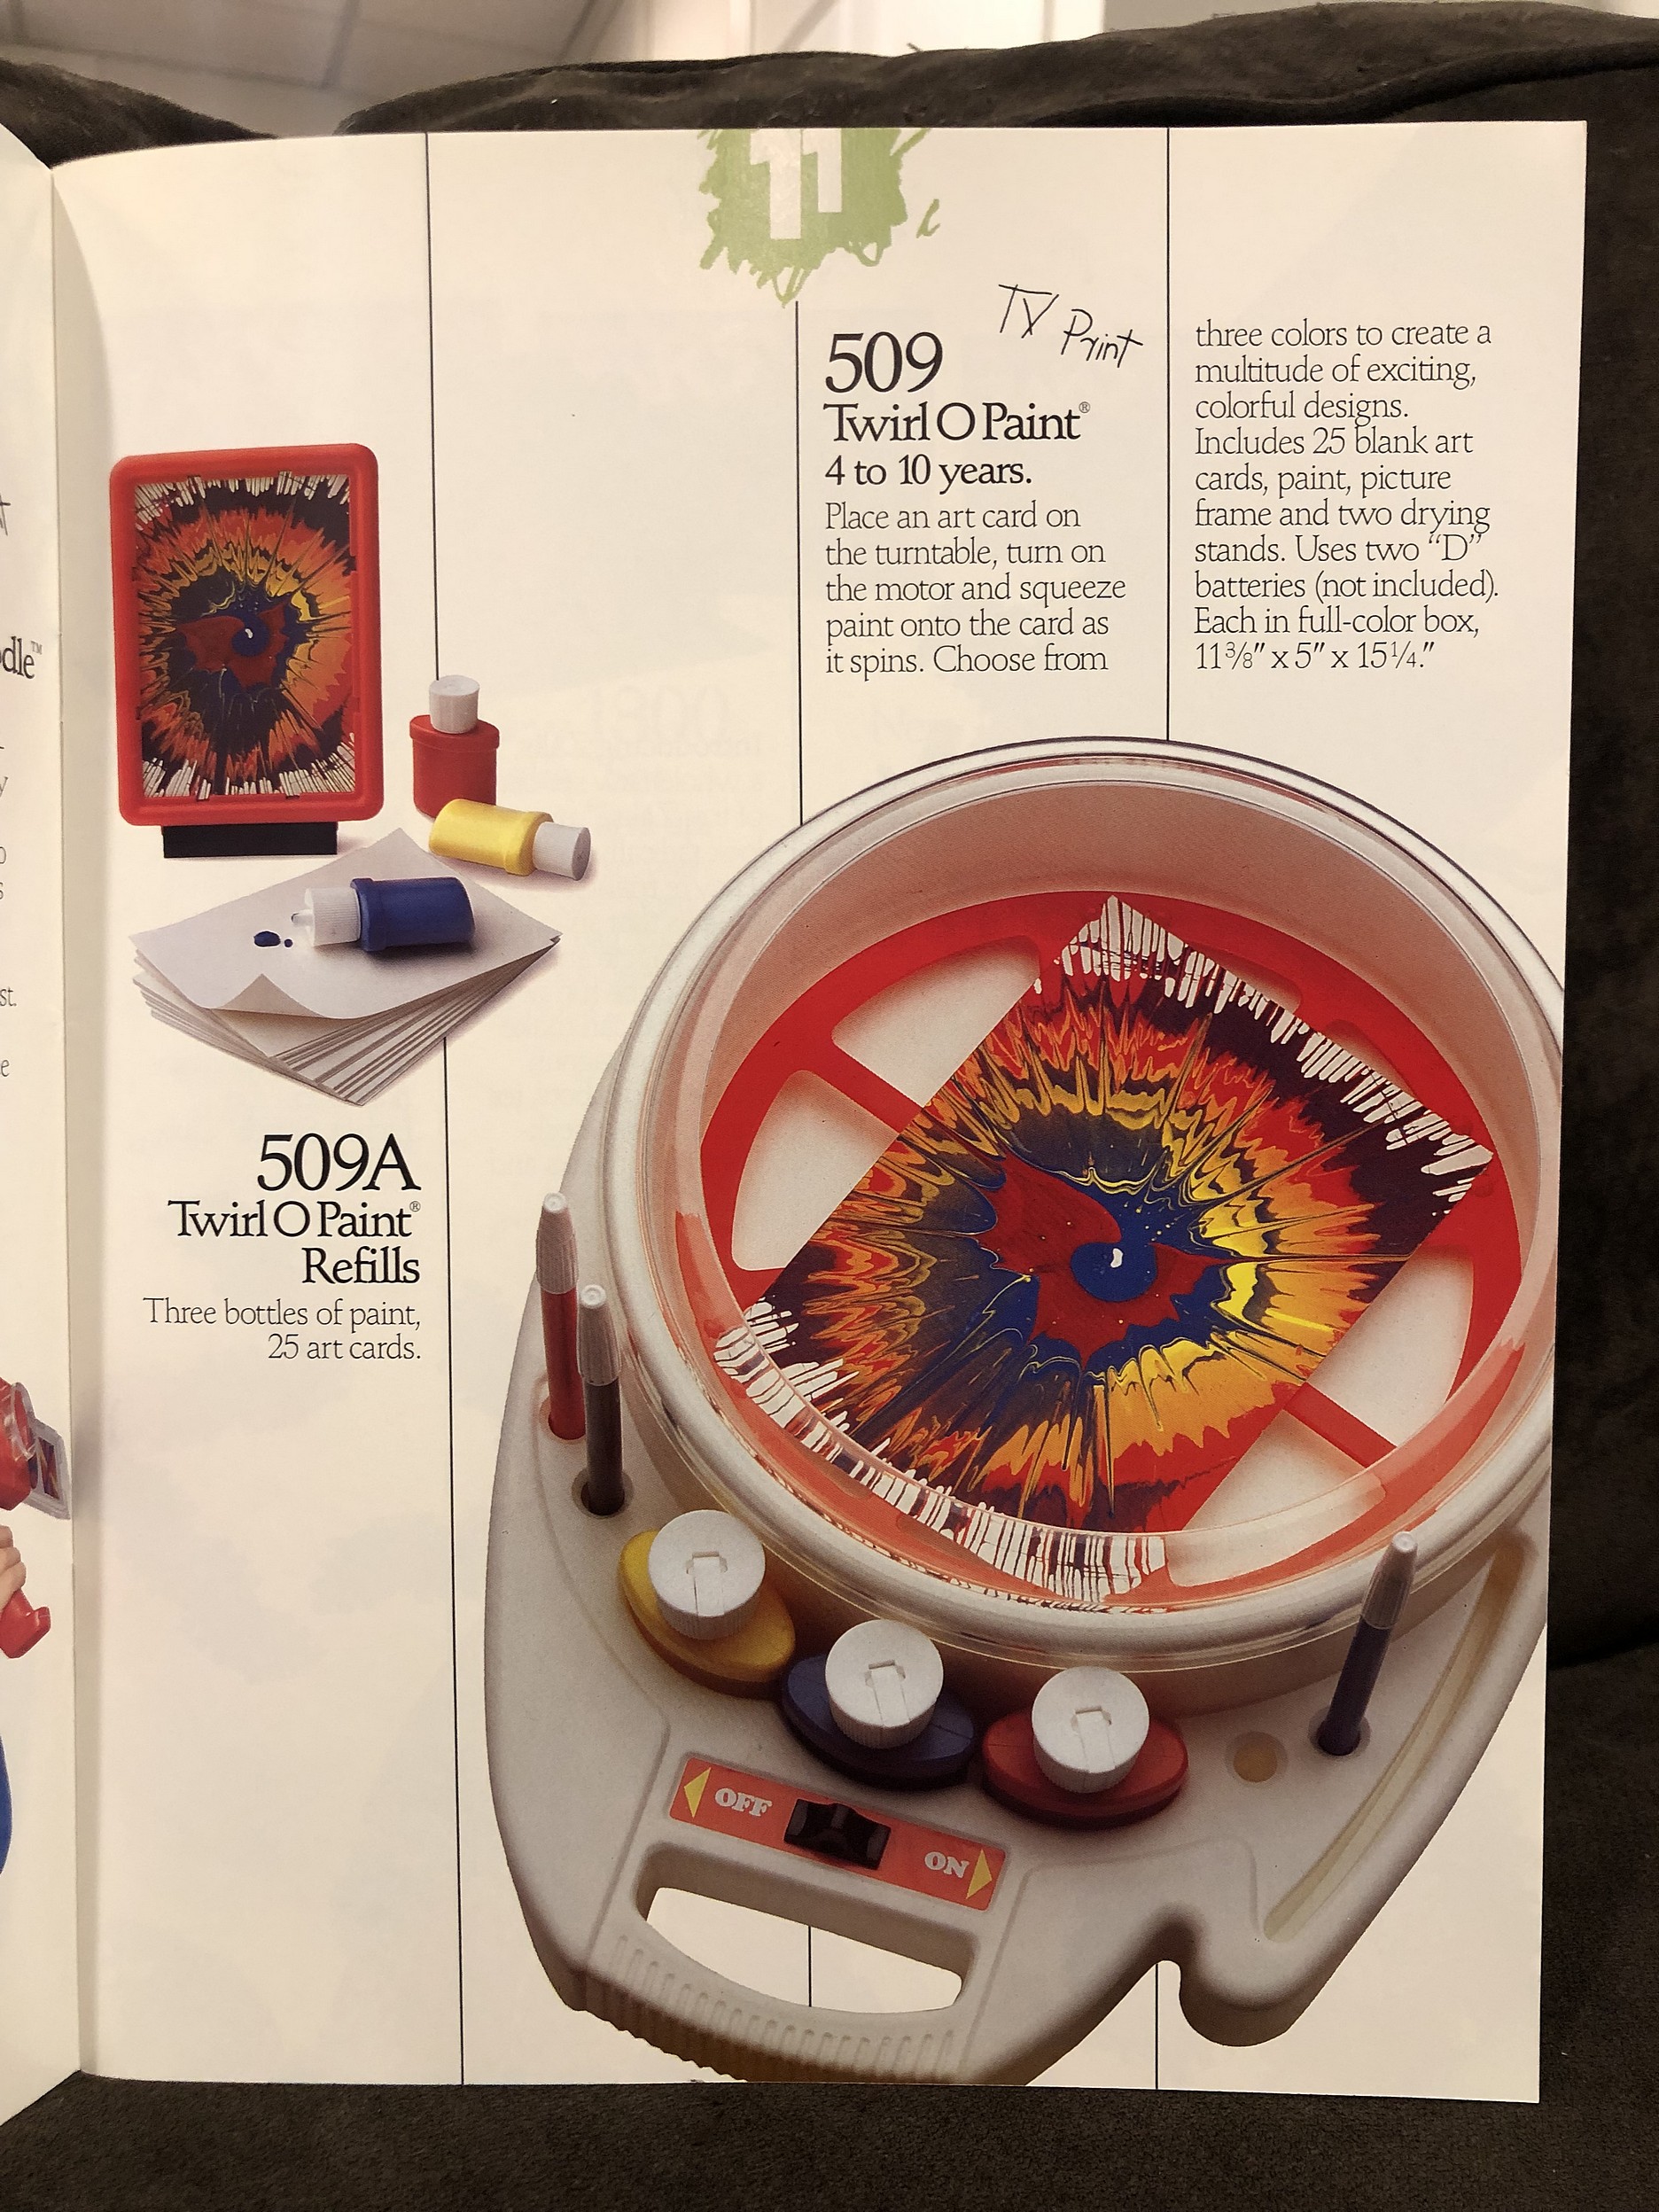 11
TV Print
509
Twirl O Paint®
4 to 10 years.
Place an art card on
the turntable, turn on
the motor and squeeze
paint onto the card as
it spins. Choose from
three colors to create a
multitude of exciting,
colorful designs.
Includes 25 blank art
cards, paint, picture
frame and two drying
stands. Uses two “D”
batteries (not included).
Each in full-color box,
11⅜" x 5" x 15¼."
509A
Twirl O Paint®
Refills
Three bottles of paint,
25 art cards.
OFF
ON